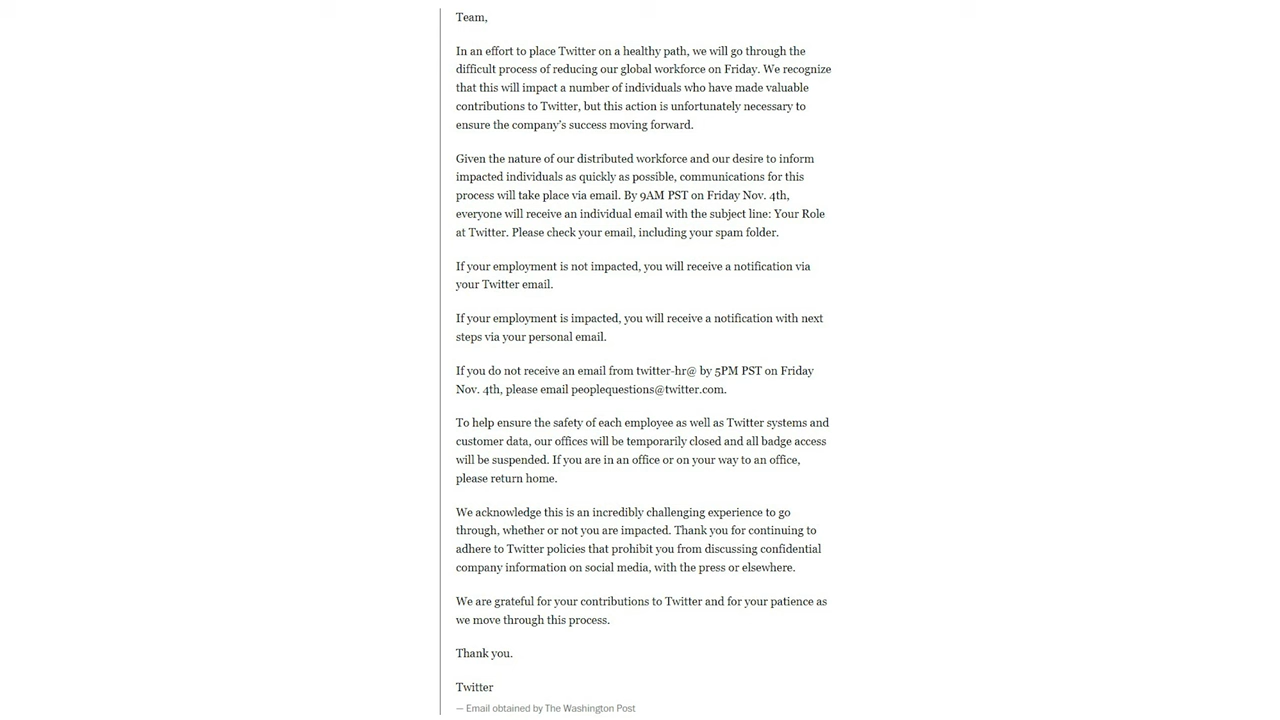 Team,
In an effort to place Twitter on a healthy path, we will go through the
difficult process of reducing our global workforce on Friday. We recognize
that this will impact a number of individuals who have made valuable
contributions to Twitter, but this action is unfortunately necessary to
ensure the company's success moving forward.
Given the nature of our distributed workforce and our desire to inform
impacted individuals as quickly as possible, communications for this
process will take place via email. By 9AM PST on Friday Nov. 4th,
everyone will receive an individual email with the subject line: Your Role
at Twitter. Please check your email, including your spam folder.
If your employment is not impacted, you will receive a notification via
your Twitter email.
If your employment is impacted, you will receive a notification with next
steps via your personal email.
If you do not receive an email from twitter-hr@ by 5PM PST on Friday
Nov. 4th, please email peoplequestions@twitter.com.
To help ensure the safety of each employee as well as Twitter systems and
customer data, our offices will be temporarily closed and all badge access
will be suspended. If you are in an office or on your way to an office,
please return home.
We acknowledge this is an incredibly challenging experience to go
through, whether or not you are impacted. Thank you for continuing to
adhere to Twitter policies that prohibit you from discussing confidential
company information on social media, with the press or elsewhere.
We are grateful for your contributions to Twitter and for your patience as
we move through this process.
Thank you.
Twitter
— Email obtained by The Washington Post